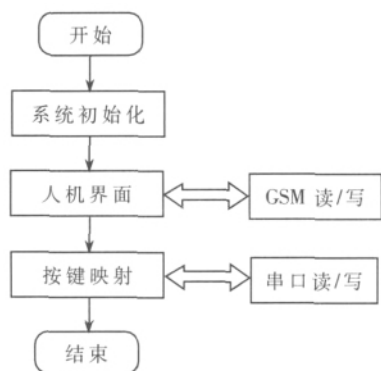 开始
系统初始化
人机界面
GSM 读/写
按键映射
串口读/写
结束